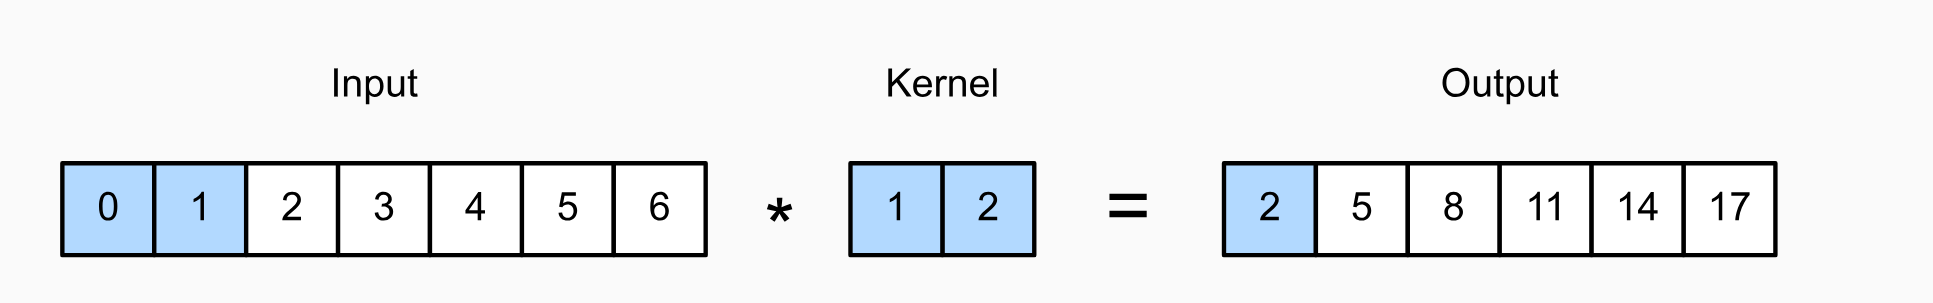 Input Kernel Output
0 1 2 3 4 5 6 * 1 2 = 2 5 8 11 14 17